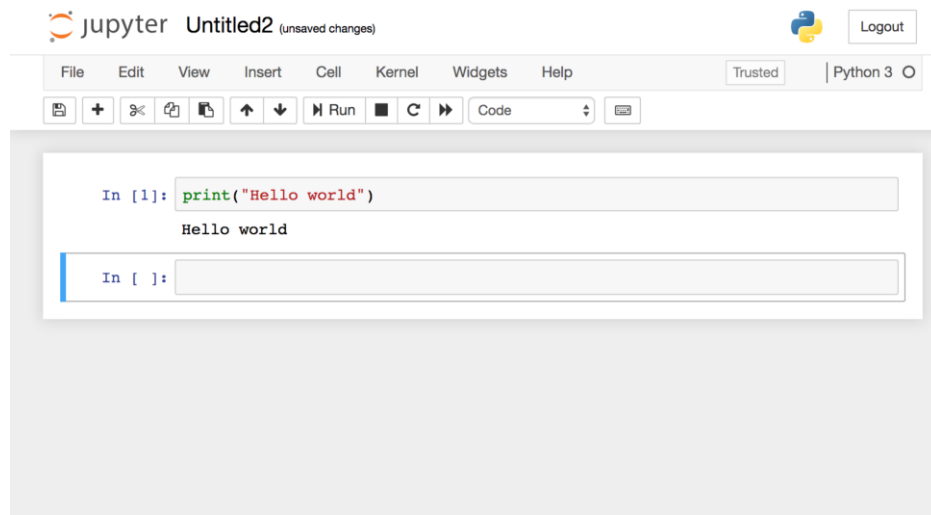 jupyter Untitled2 (unsaved changes) Logout
File Edit View Insert Cell Kernel Widgets Help Trusted Python 3
Run Code
In [1]: print("Hello world")
Hello world
In [ ]: